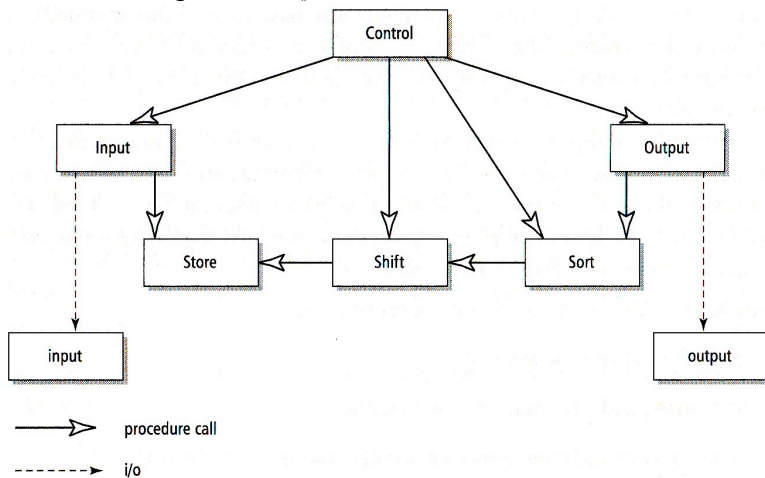 Control
Input
Output
Store
Shift
Sort
input
output
procedure call
i/o